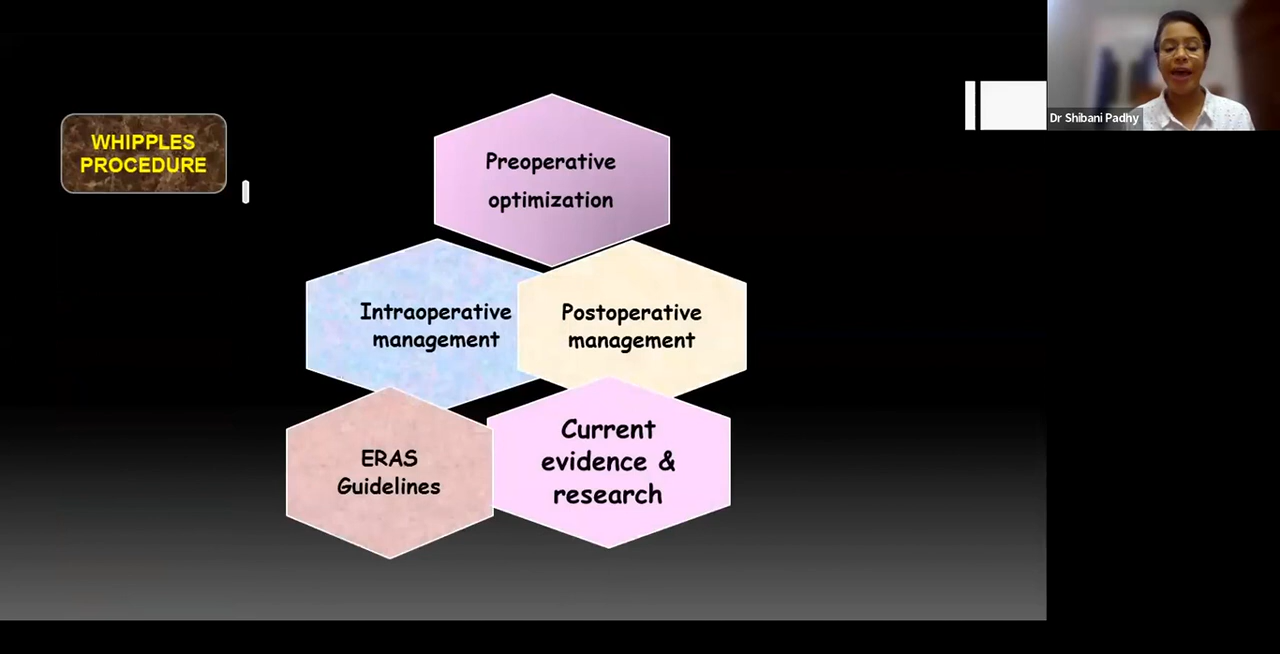 WHIPPLES
PROCEDURE
Dr Shibani Padhy
Preoperative
optimization
Intraoperative
management
Postoperative
management
ERAS
Guidelines
Current
evidence &
research